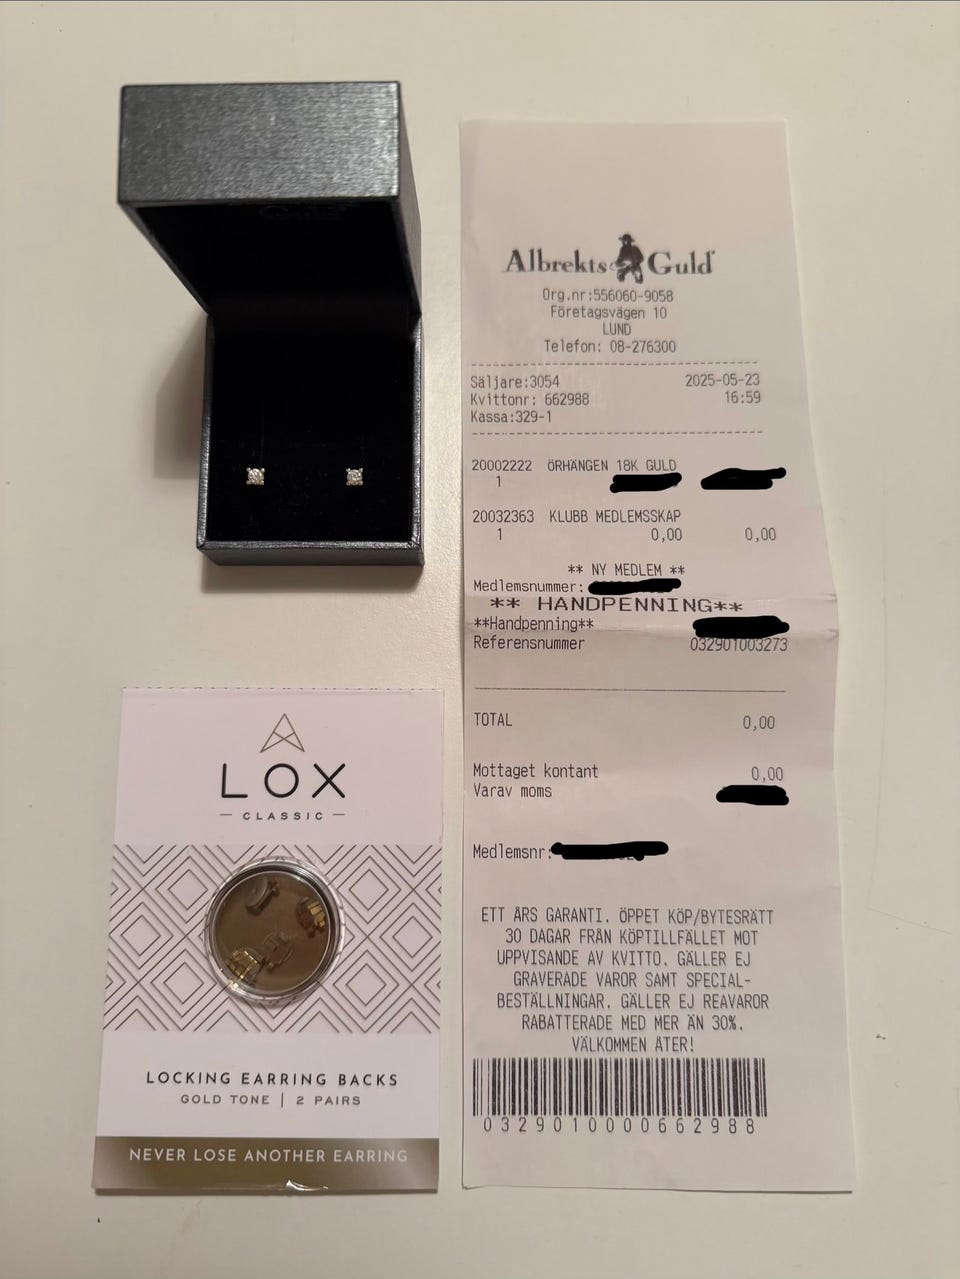 Guld
Albrekts Guld
Org.nr:556060-9058
Företagsvägen 10
LUND
Telefon: 08-276300
Säljare:3054 2025-05-23
Kvittonr: 662988 16:59
Kassa:329-1
20002222 ÖRHÄNGEN 18K GULD
1
20032363 KLUBB MEDLEMSSKAP
1 0,00 0,00
** NY MEDLEM **
Medlemsnummer:
** HANDPENNING**
**Handpenning**
Referensnummer 032901003273
TOTAL 0,00
Mottaget kontant 0,00
Varav moms
Medlemsnr:
ETT ÅRS GARANTI. ÖPPET KÖP/BYTESRÄTT
30 DAGAR FRÅN KÖPTILLFÄLLET MOT
UPPVISANDE AV KVITTO. GÄLLER EJ
GRAVERADE VAROR SAMT SPECIAL-
BESTÄLLNINGAR. GÄLLER EJ REAVAROR
RABATTERADE MED MER ÄN 30%.
VÄLKOMMEN ÅTER!
0329010000662988
LOX
CLASSIC
LOCKING EARRING BACKS
GOLD TONE | 2 PAIRS
NEVER LOSE ANOTHER EARRING